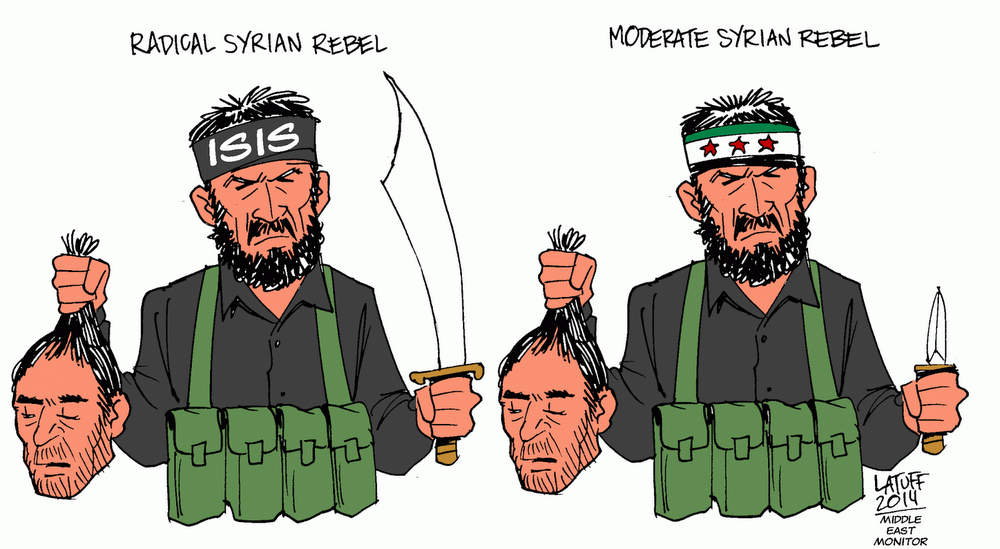 RADICAL SYRIAN REBEL
MODERATE SYRIAN REBEL
ISIS
LATUFF
2014
MIDDLE
EAST
MONITOR